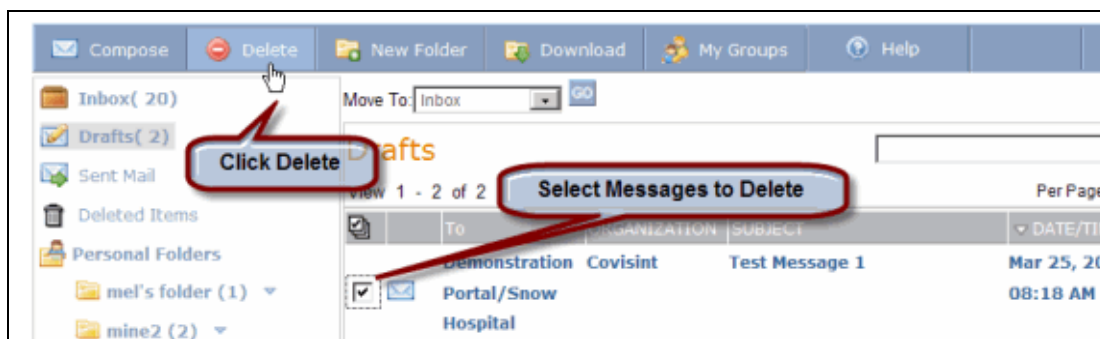 Compose Delete New Folder Download My Groups Help
Inbox( 20)
Move To: Inbox GO
Drafts( 2)
Click Delete
Drafts
Sent Mail
View 1 - 2 of 2
Select Messages to Delete
Per Page
Deleted Items
To ORGANIZATION SUBJECT DATE/TI
Personal Folders
Demonstration Covisint Test Message 1 Mar 25, 20
mel's folder (1)
Portal/Snow 08:18 AM
Hospital
mine2 (2)